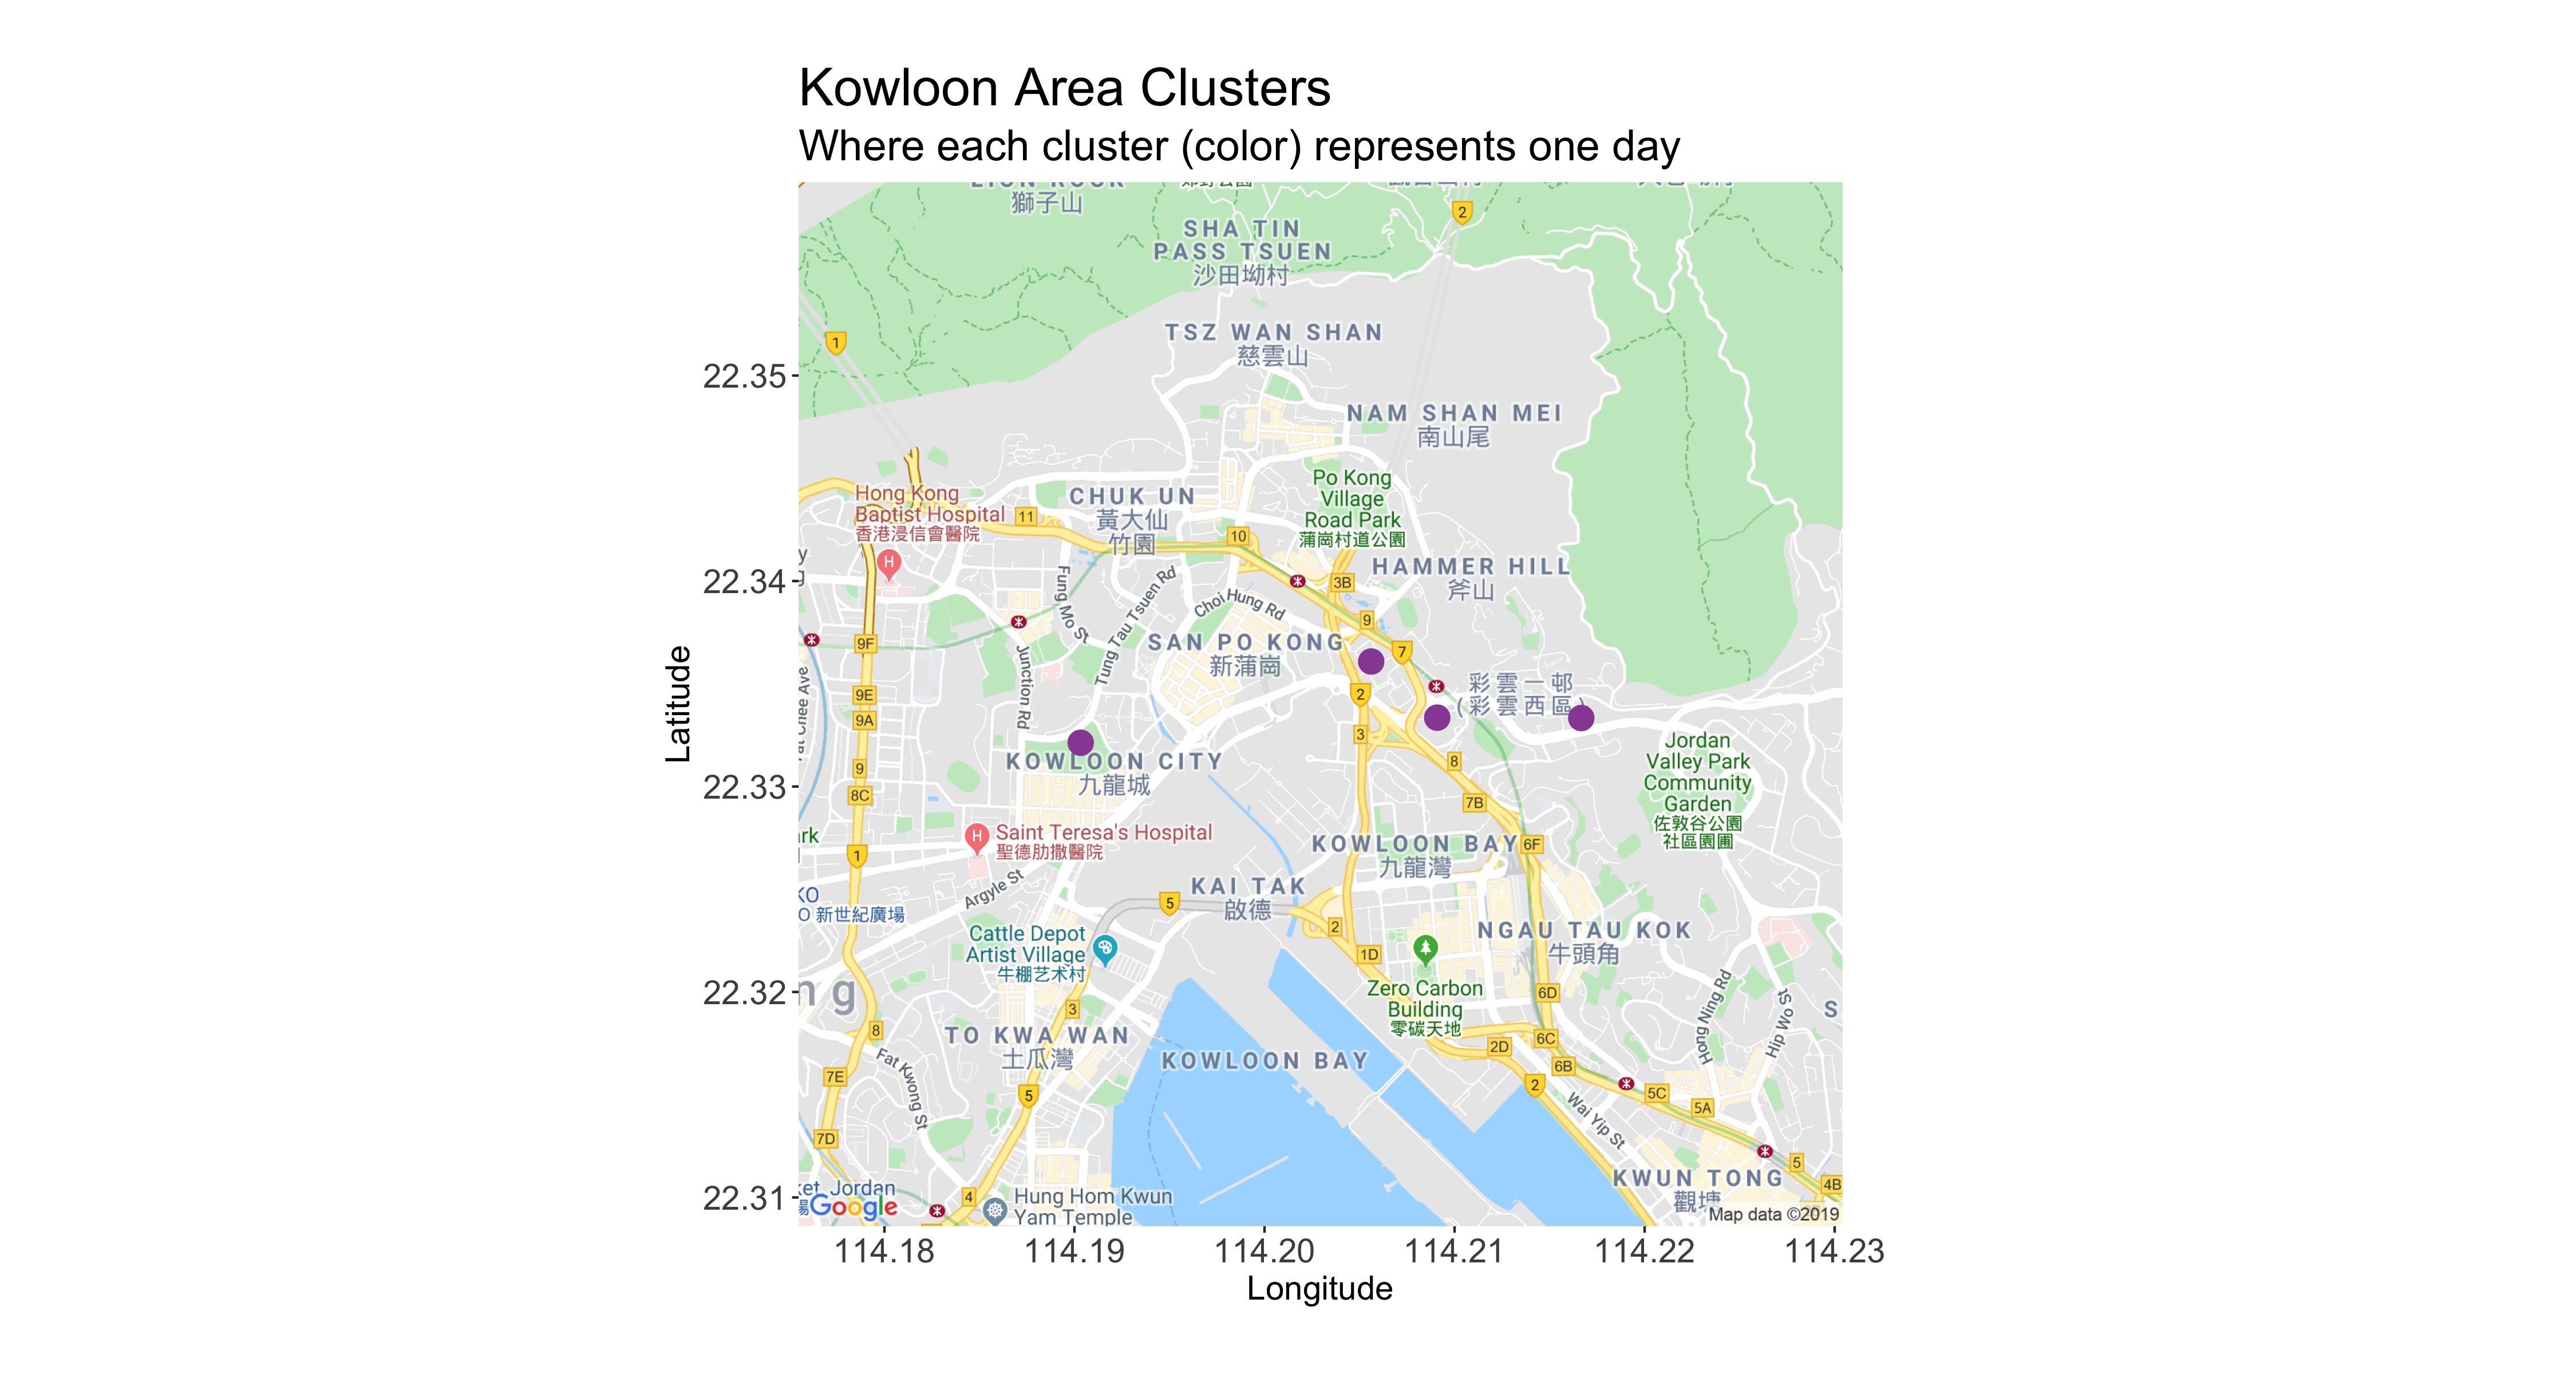 Kowloon Area Clusters
Where each cluster (color) represents one day
獅子山
2
SHA TIN
PASS TSUEN
沙田坳村
1
TSZ WAN SHAN
慈雲山
NAM SHAN MEI
南山尾
Hong Kong
Baptist Hospital
香港浸信會醫院
H
11
CHUK UN
黃大仙
竹園
10
Po Kong
Village
Road Park
蒲崗村道公園
HAMMER HILL
斧山
3B
Fung Mo St
Tung Tau Tsuen Rd
Choi Hung Rd
9
9F
Junction Rd
SAN PO KONG
新蒲崗
7
2
9E
9A
彩雲一邨
(彩雲西區)
3
KOWLOON CITY
九龍城
8
9
8C
7B
Jordan
Valley Park
Community
Garden
佐敦谷公園
社區園圃
H
Saint Teresa's Hospital
聖德肋撒醫院
1
KOWLOON BAY
九龍灣
6F
Argyle St
KAI TAK
啟德
5
新世紀廣場
2
Cattle Depot
Artist Village
牛棚艺术村
1D
NGAU TAU KOK
牛頭角
Zero Carbon
Building
零碳天地
6D
3
8
TO KWA WAN
土瓜灣
KOWLOON BAY
Fat Kwong St
2D
6C
6B
Hong Ning Rd
Hip Wo St
7E
5
2
5C
5A
Wai Yip St
7D
5
KWUN TONG
觀塘
4B
Jordan
Google
4
Hung Hom Kwun
Yam Temple
Map data ©2019
Latitude
22.35
22.34
22.33
22.32
22.31
114.18
114.19
114.20
114.21
114.22
114.23
Longitude